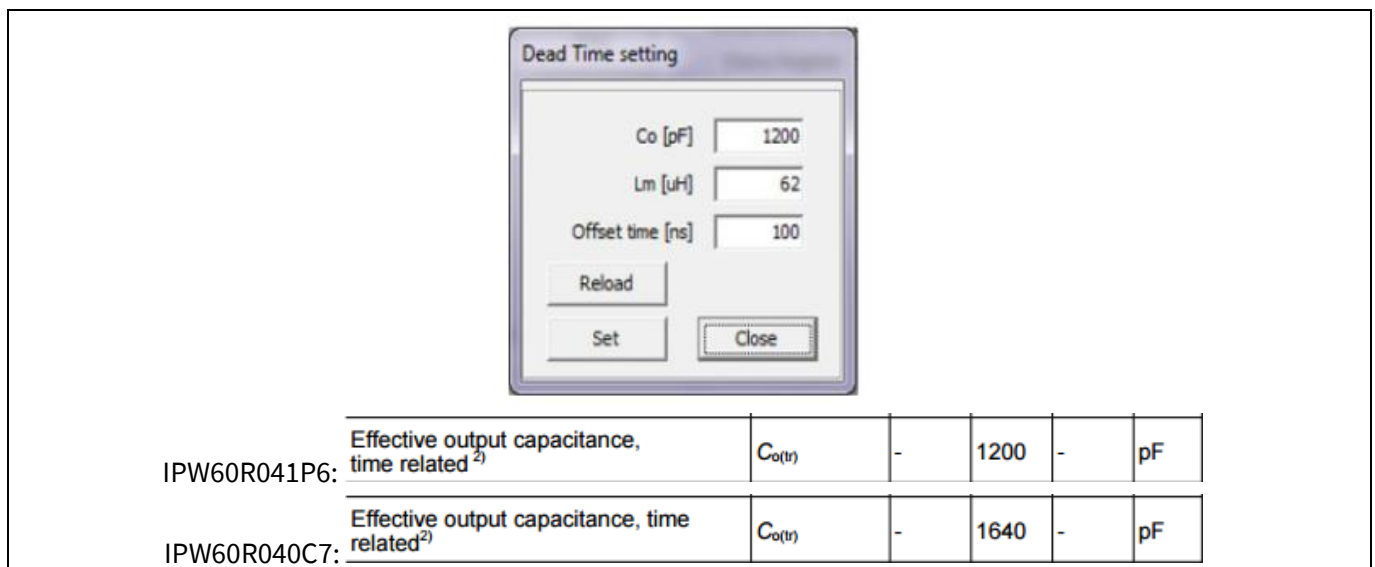 Dead Time setting
Co [pF] 1200
Lm [uH] 62
Offset time [ns] 100
Reload
Set Close
IPW60R041P6: Effective output capacitance, time related 2) Co(tr) - 1200 - pF
IPW60R040C7: Effective output capacitance, time related2) Co(tr) - 1640 - pF